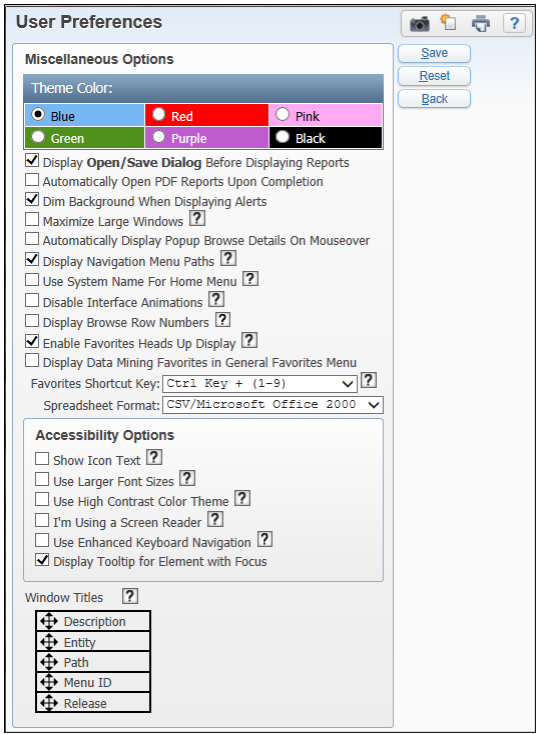 User Preferences
?
Save
Reset
Back
Miscellaneous Options
Theme Color:
Blue
Red
Pink
Green
Purple
Black
Display Open/Save Dialog Before Displaying Reports
Automatically Open PDF Reports Upon Completion
Dim Background When Displaying Alerts
Maximize Large Windows ?
Automatically Display Popup Browse Details On Mouseover
Display Navigation Menu Paths ?
Use System Name For Home Menu ?
Disable Interface Animations ?
Display Browse Row Numbers ?
Enable Favorites Heads Up Display ?
Display Data Mining Favorites in General Favorites Menu
Favorites Shortcut Key: Ctrl Key + (1-9) ?
Spreadsheet Format: CSV/Microsoft Office 2000
Accessibility Options
Show Icon Text ?
Use Larger Font Sizes ?
Use High Contrast Color Theme ?
I'm Using a Screen Reader ?
Use Enhanced Keyboard Navigation ?
Display Tooltip for Element with Focus
Window Titles ?
Description
Entity
Path
Menu ID
Release